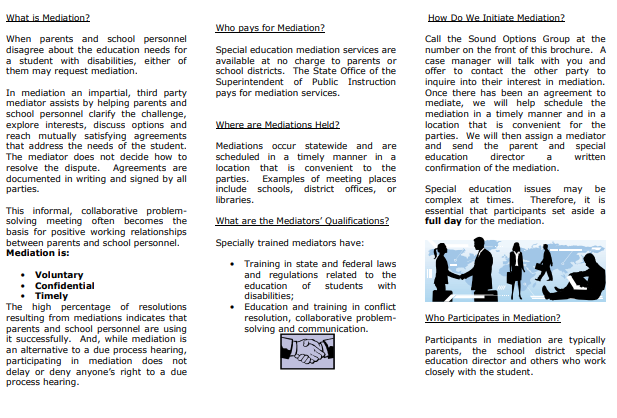 What is Mediation?
When parents and school personnel
disagree about the education needs for
a student with disabilities, either of
them may request mediation.
In mediation an impartial, third party
mediator assists by helping parents and
school personnel clarify the challenge,
explore interests, discuss options and
reach mutually satisfying agreements
that address the needs of the student.
The mediator does not decide how to
resolve the dispute. Agreements are
documented in writing and signed by all
parties.
This informal, collaborative problem-
solving meeting often becomes the
basis for positive working relationships
between parents and school personnel.
Mediation is:
• Voluntary
• Confidential
• Timely
The high percentage of resolutions
resulting from mediations indicates that
parents and school personnel are using
it successfully. And, while mediation is
an alternative to a due process hearing,
participating in mediation does not
delay or deny anyone's right to a due
process hearing.
Who pays for Mediation?
Special education mediation services are
available at no charge to parents or
school districts. The State Office of the
Superintendent of Public Instruction
pays for mediation services.
Where are Mediations Held?
Mediations occur statewide and are
scheduled in a timely manner in a
location that is convenient to the
parties. Examples of meeting places
include schools, district offices, or
libraries.
What are the Mediators' Qualifications?
Specially trained mediators have:
• Training in state and federal laws
and regulations related to the
education of students with
disabilities;
• Education and training in conflict
resolution, collaborative problem-
solving and communication.
How Do We Initiate Mediation?
Call the Sound Options Group at the
number on the front of this brochure. A
case manager will talk with you and
offer to contact the other party to
inquire into their interest in mediation.
Once there has been an agreement to
mediate, we will help schedule the
mediation in a timely manner and in a
location that is convenient for the
parties. We will then assign a mediator
and send the parent and special
education director a written
confirmation of the mediation.
Special education issues may be
complex at times. Therefore, it is
essential that participants set aside a
full day for the mediation.
Who Participates in Mediation?
Participants in mediation are typically
parents, the school district special
education director and others who work
closely with the student.